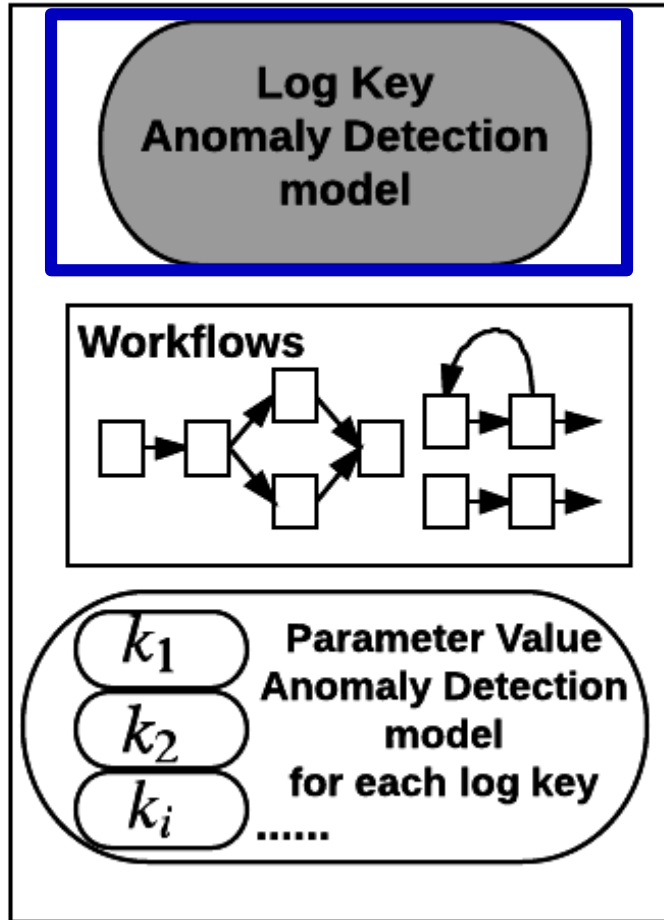 Log Key
Anomaly Detection
model
Workflows
k₁
k₂
kᵢ
Parameter Value
Anomaly Detection
model
for each log key
......